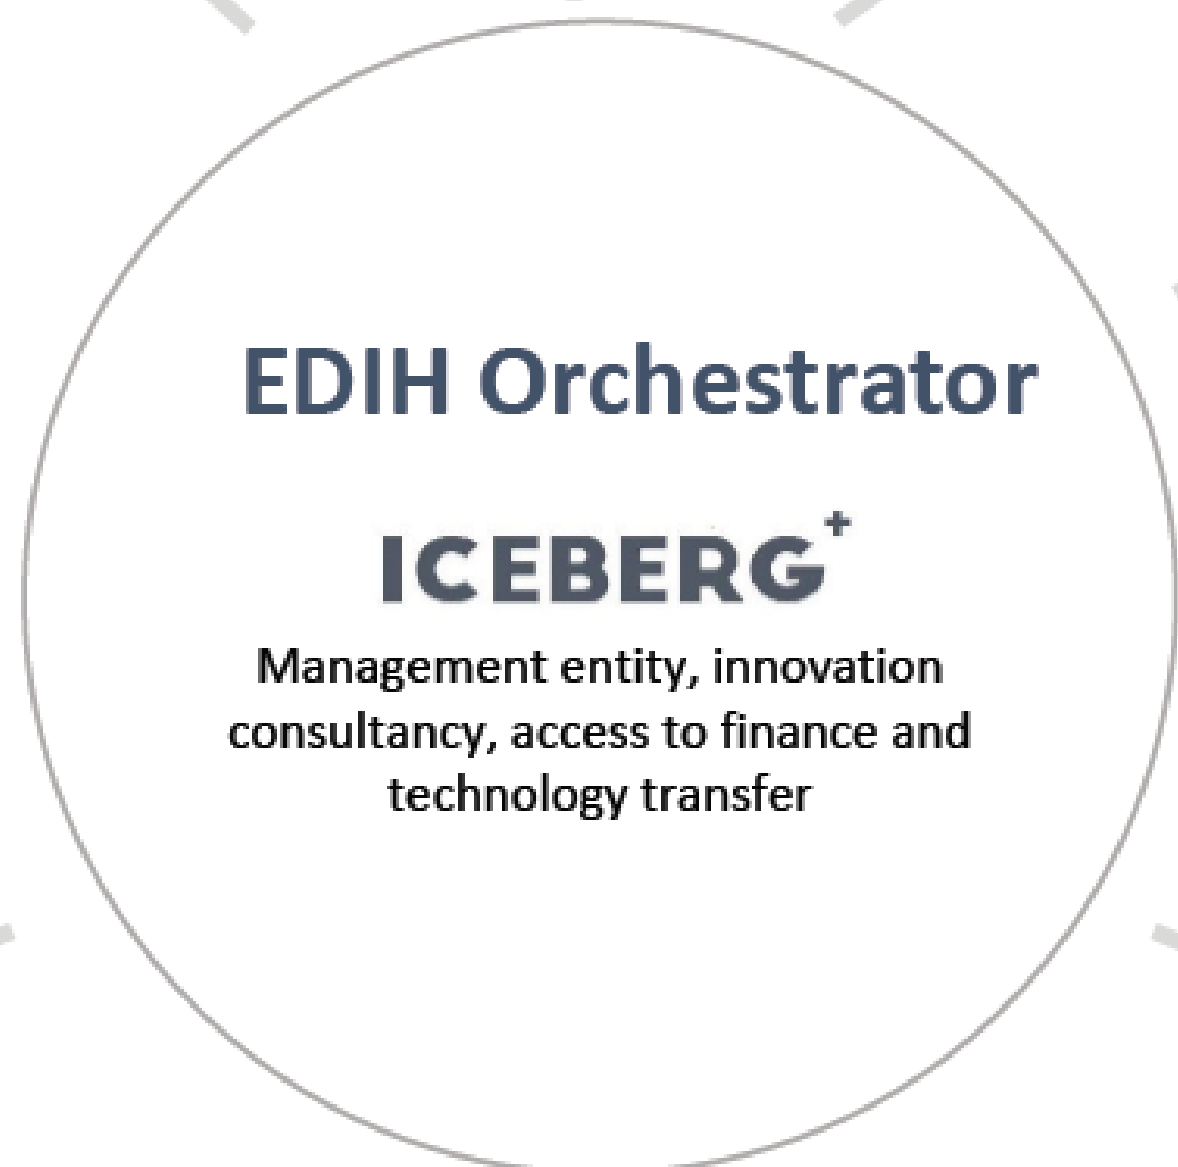 EDIH Orchestrator
ICEBERG+
Management entity, innovation
consultancy, access to finance and
technology transfer